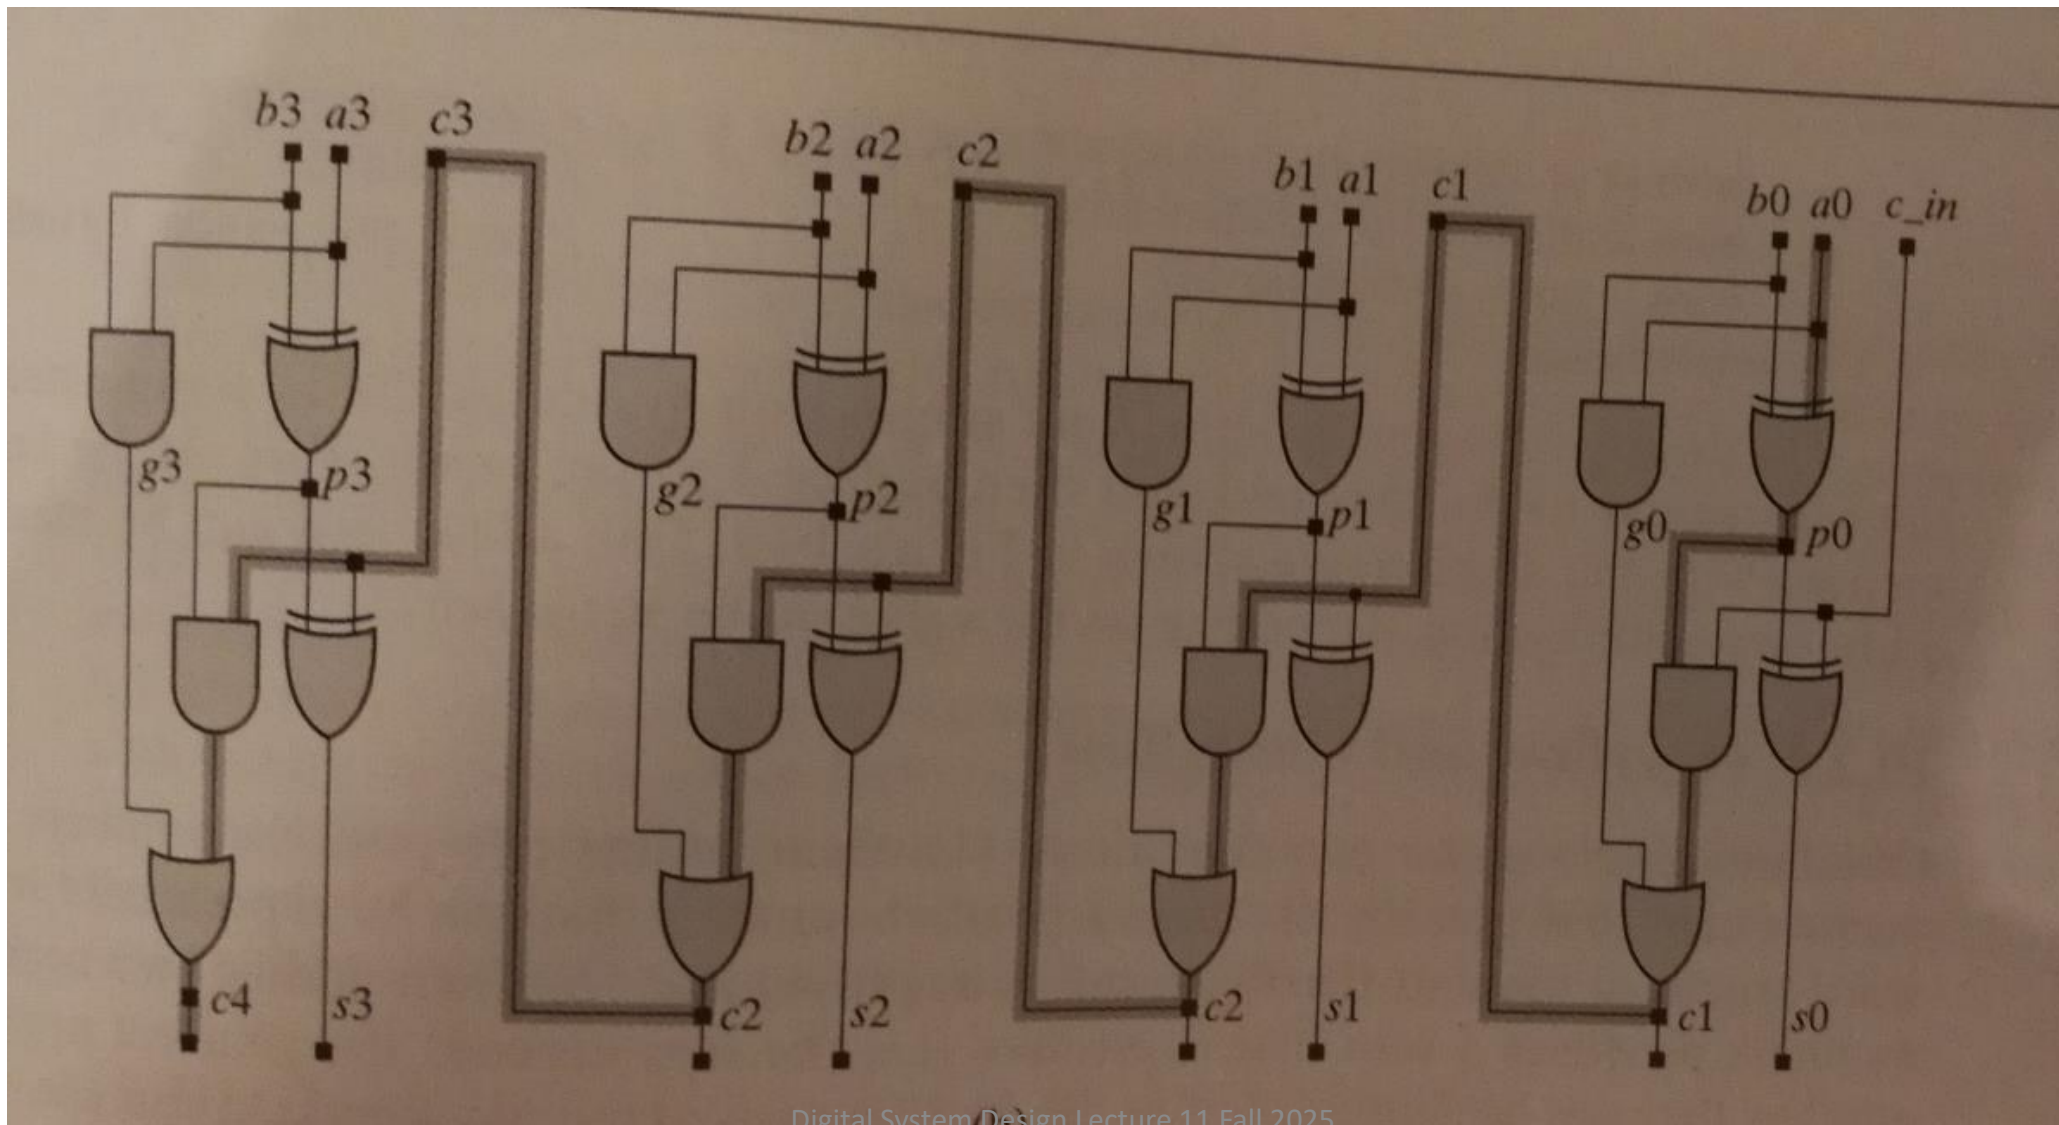 b3 a3 c3
b2 a2 c2
b1 a1 c1
b0 a0 c_in
g3 p3
g2 p2
g1 p1
g0 p0
c4 s3
c2 s2
c2 s1
c1 s0
Digital System Design Lecture 11 Fall 2025